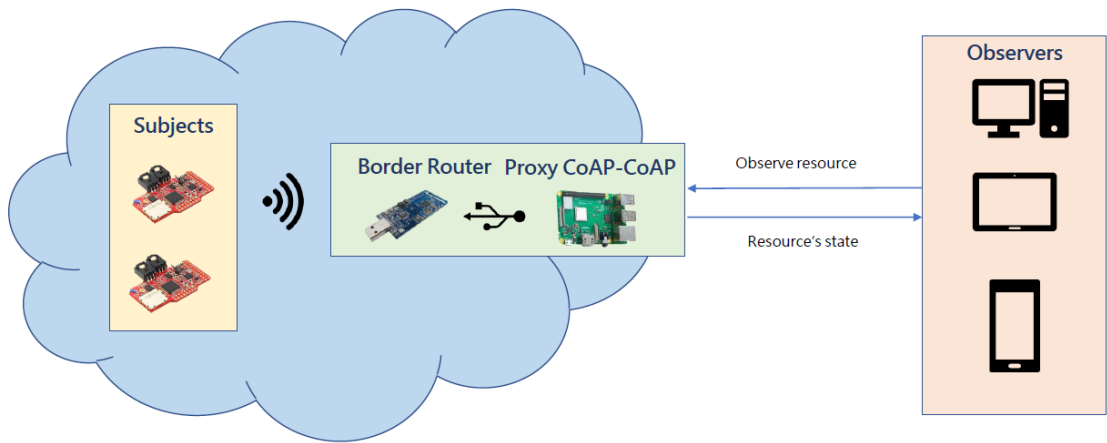 Subjects
Border Router
Proxy CoAP-CoAP
Observe resource
Resource's state
Observers